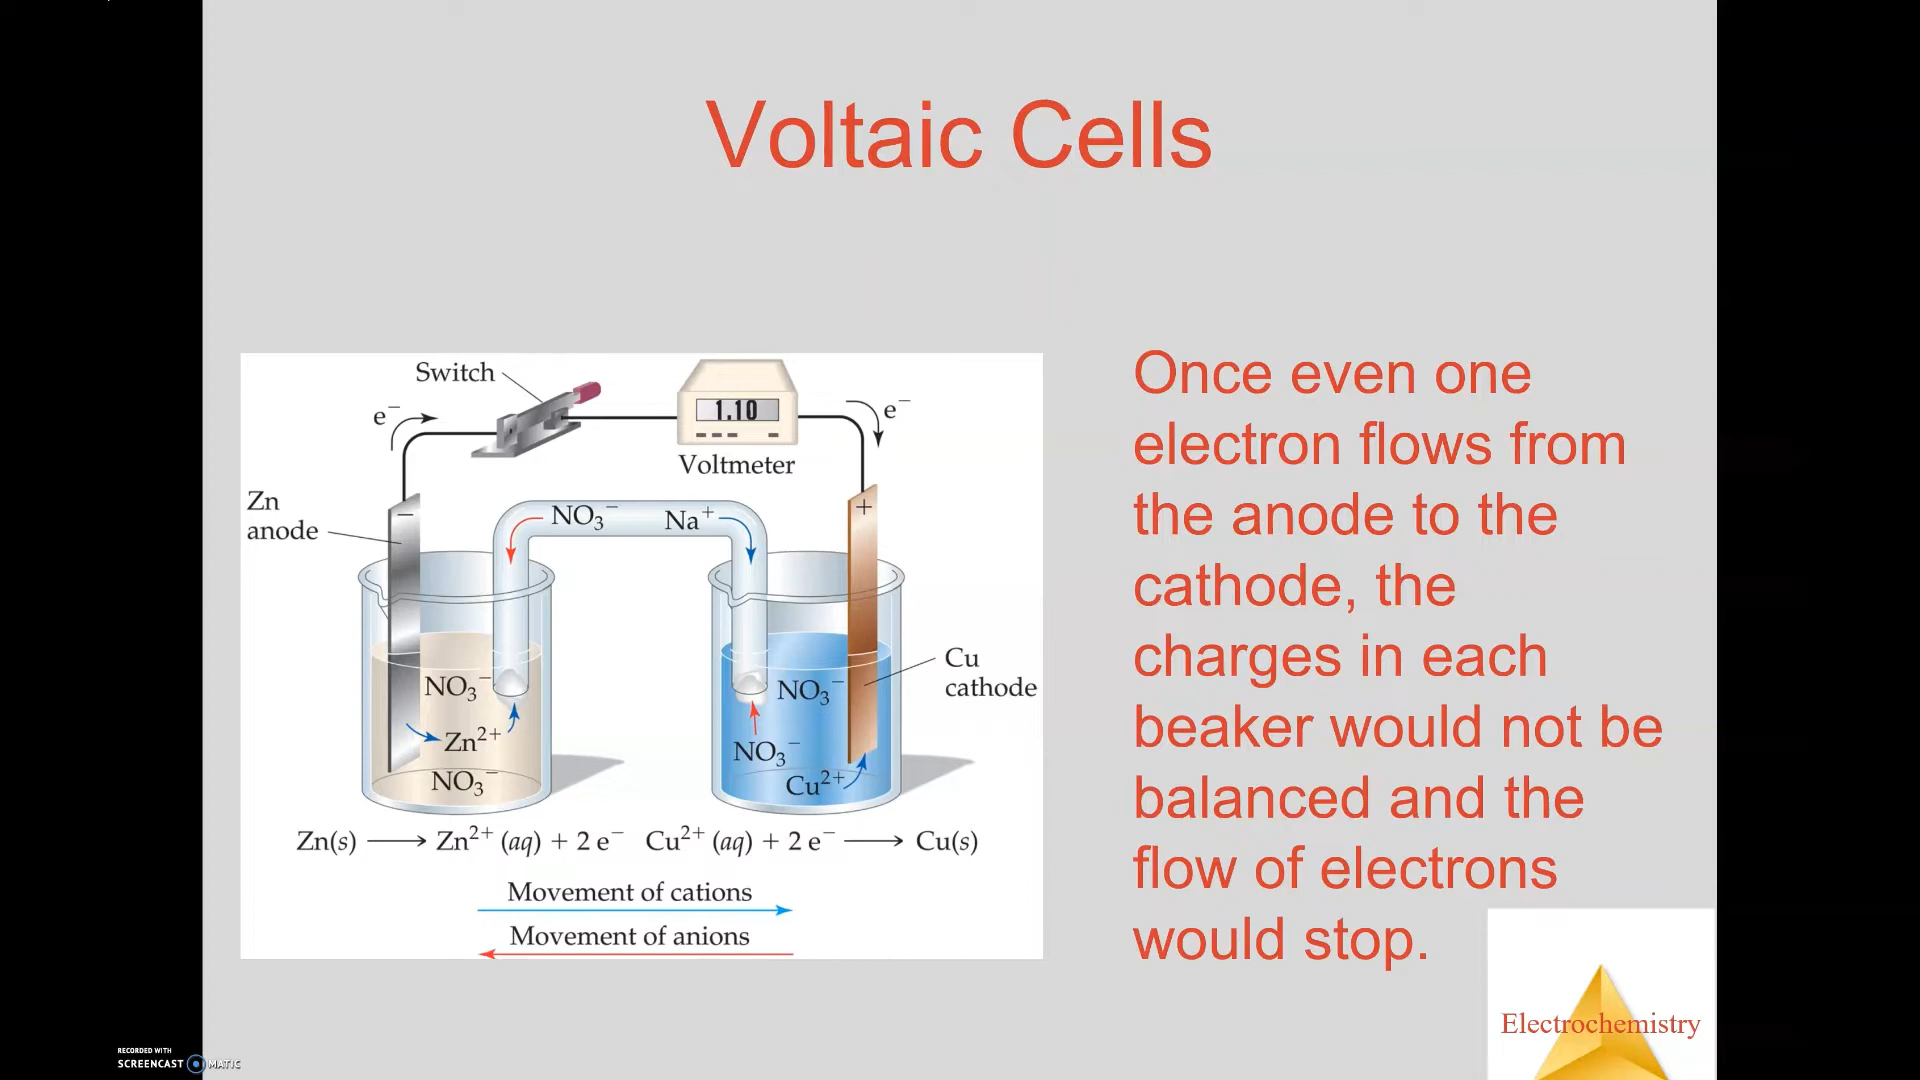 Voltaic Cells
Switch
e⁻
1.10
e⁻
Voltmeter
Zn
anode
−
+
NO₃⁻ Na⁺
Cu
cathode
NO₃⁻
NO₃⁻
Zn²⁺
NO₃⁻
NO₃⁻
Cu²⁺
Zn(s) ⟶ Zn²⁺ (aq) + 2 e⁻ Cu²⁺ (aq) + 2 e⁻ ⟶ Cu(s)
Movement of cations
Movement of anions
Once even one
electron flows from
the anode to the
cathode, the
charges in each
beaker would not be
balanced and the
flow of electrons
would stop.
Electrochemistry
RECORDED WITH
SCREENCAST MATIC